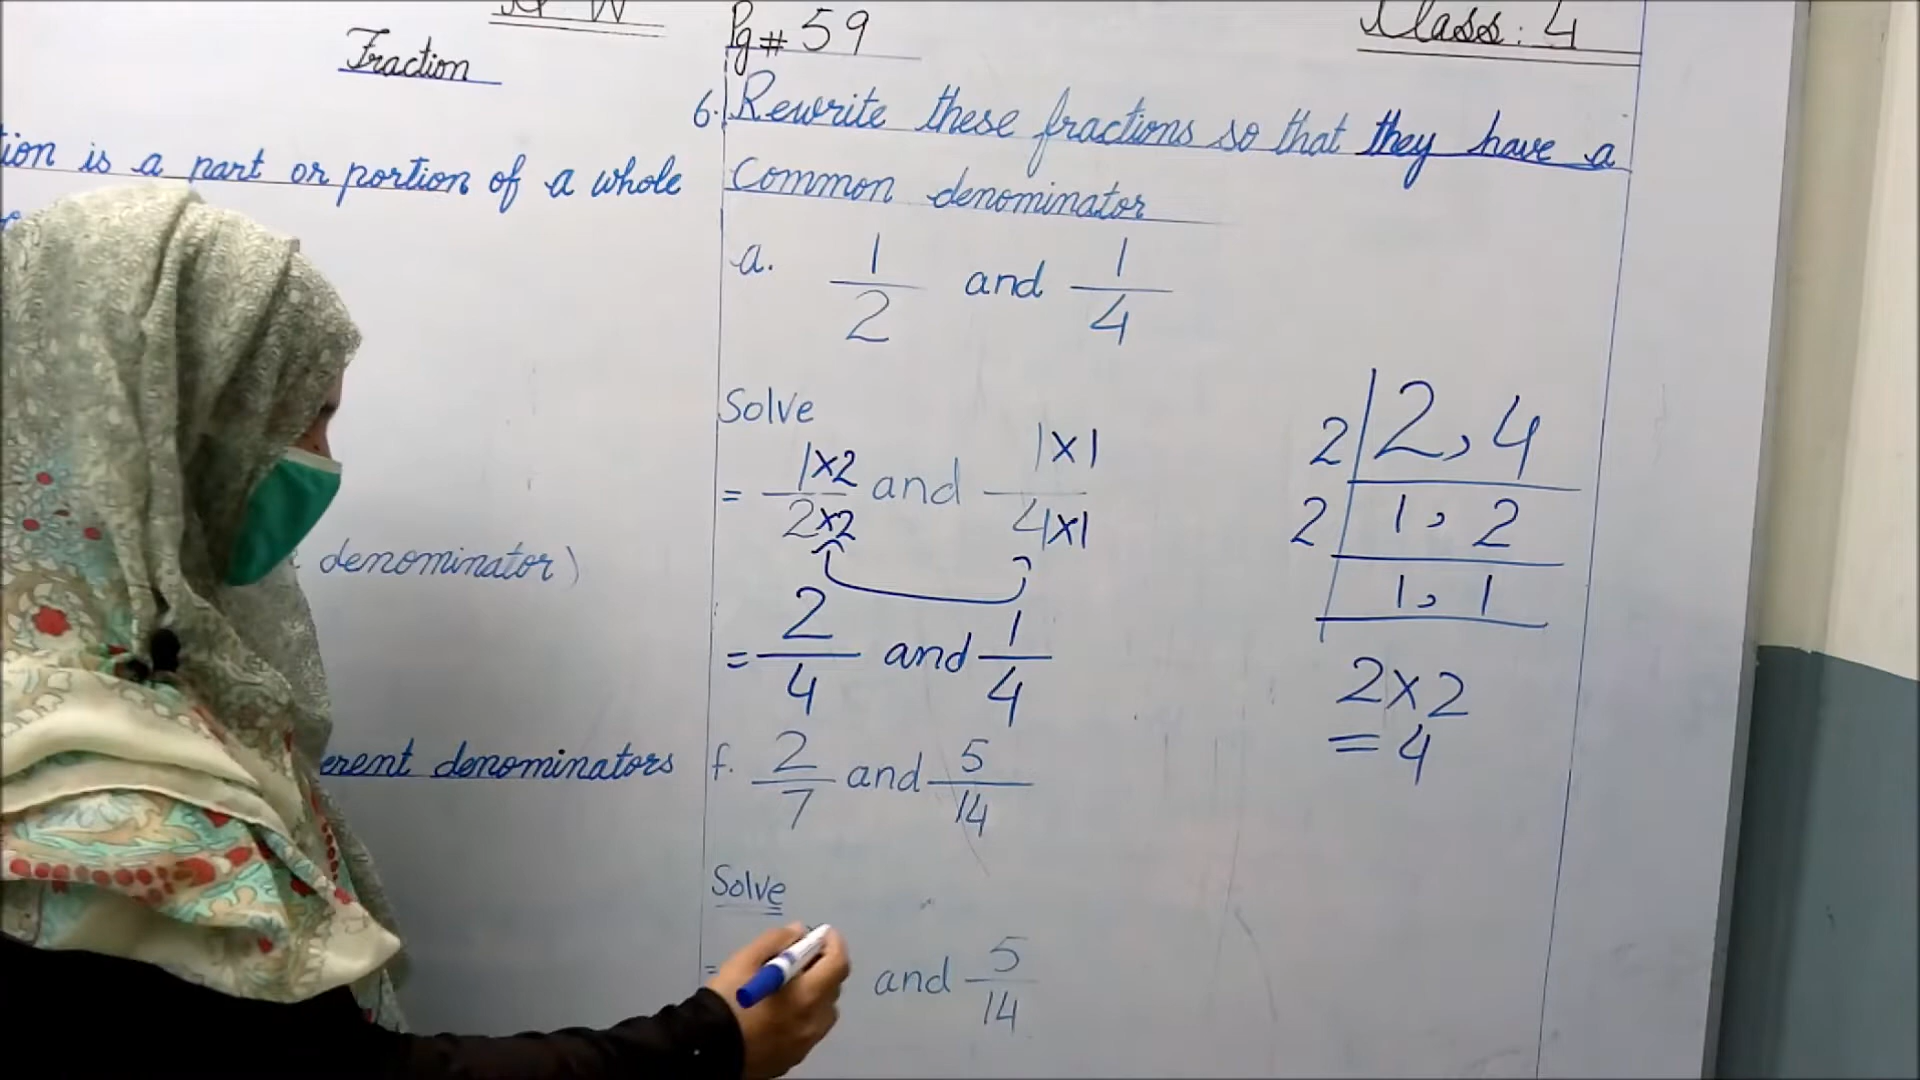 Fraction
tion is a part or portion of a whole
denominator)
erent denominators
Pg# 59
Class: 4
6. Rewrite these fractions so that they have a
Common denominator
a. 1/2 and 1/4
Solve
= 1x2/2x2 and 1x1/4x1
= 2/4 and 1/4
f. 2/7 and 5/14
Solve
= and 5/14
2 | 2, 4
2 | 1, 2
1, 1
2x2
= 4